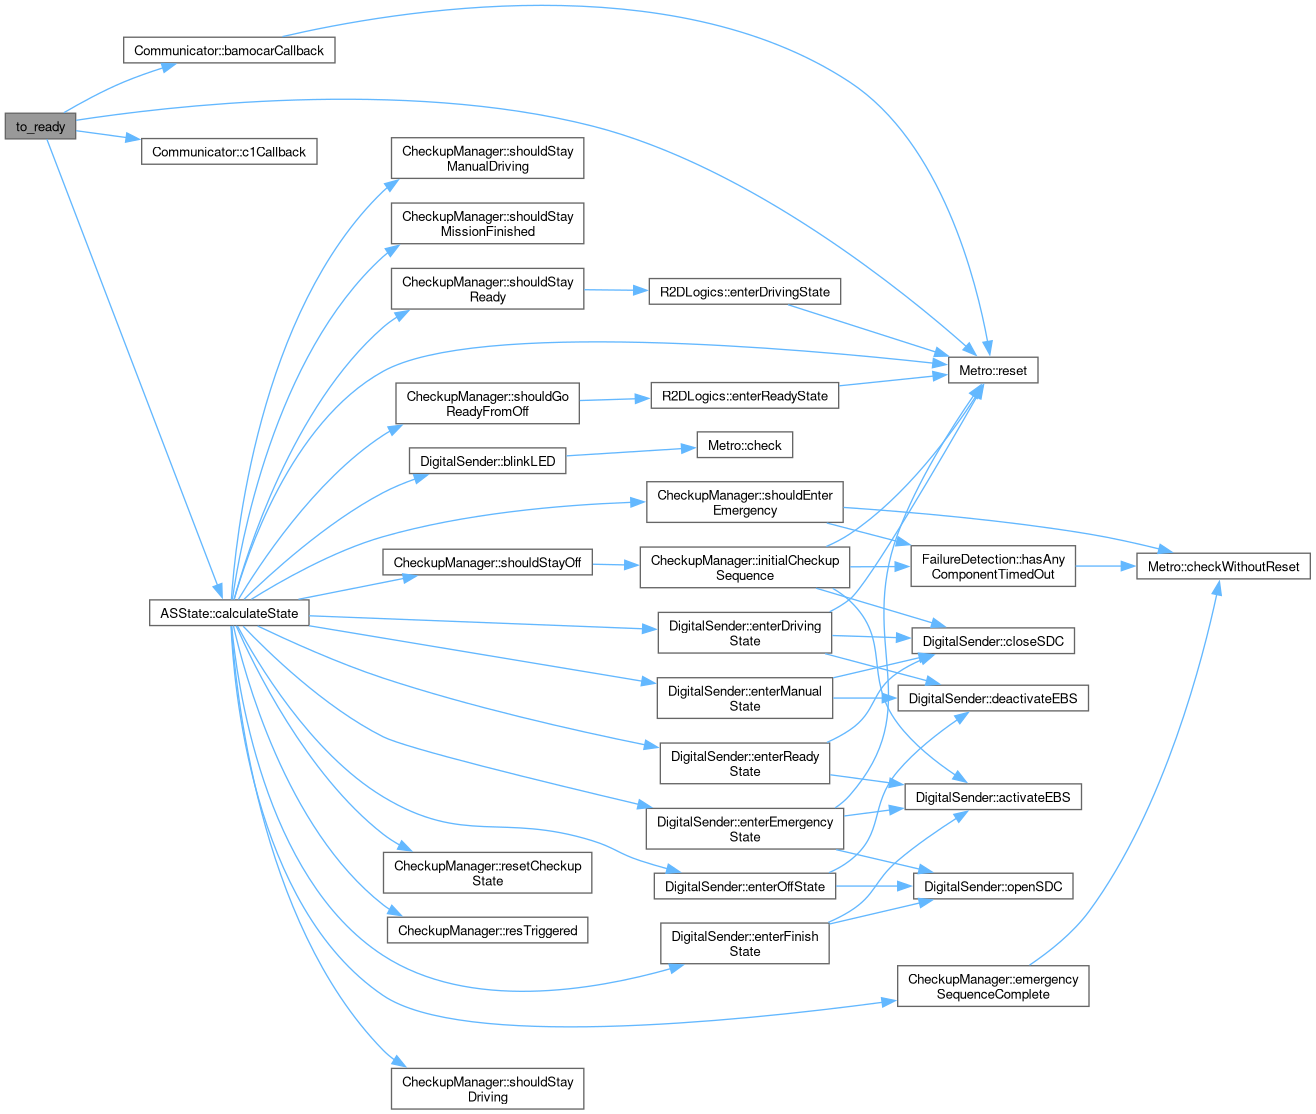 Communicator::bamocarCallback
to_ready
Communicator::c1Callback
CheckupManager::shouldStay
ManualDriving
CheckupManager::shouldStay
MissionFinished
CheckupManager::shouldStay
Ready
R2DLogics::enterDrivingState
Metro::reset
CheckupManager::shouldGo
ReadyFromOff
R2DLogics::enterReadyState
DigitalSender::blinkLED
Metro::check
CheckupManager::shouldEnter
Emergency
CheckupManager::shouldStayOff
CheckupManager::initialCheckup
Sequence
FailureDetection::hasAny
ComponentTimedOut
Metro::checkWithoutReset
ASState::calculateState
DigitalSender::enterDriving
State
DigitalSender::closeSDC
DigitalSender::enterManual
State
DigitalSender::deactivateEBS
DigitalSender::enterReady
State
DigitalSender::activateEBS
DigitalSender::enterEmergency
State
CheckupManager::resetCheckup
State
DigitalSender::enterOffState
DigitalSender::openSDC
CheckupManager::resTriggered
DigitalSender::enterFinish
State
CheckupManager::emergency
SequenceComplete
CheckupManager::shouldStay
Driving